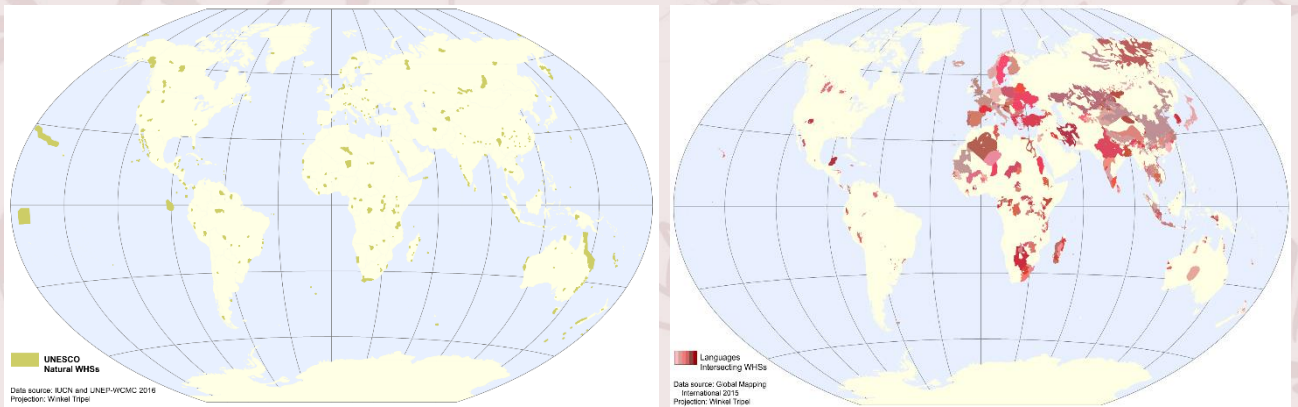 UNESCO
Natural WHSs
Data source: IUCN and UNEP-WCMC 2016
Projection: Winkel Tripel
Languages
Intersecting WHSs
Data source: Global Mapping
International 2015
Projection: Winkel Tripel